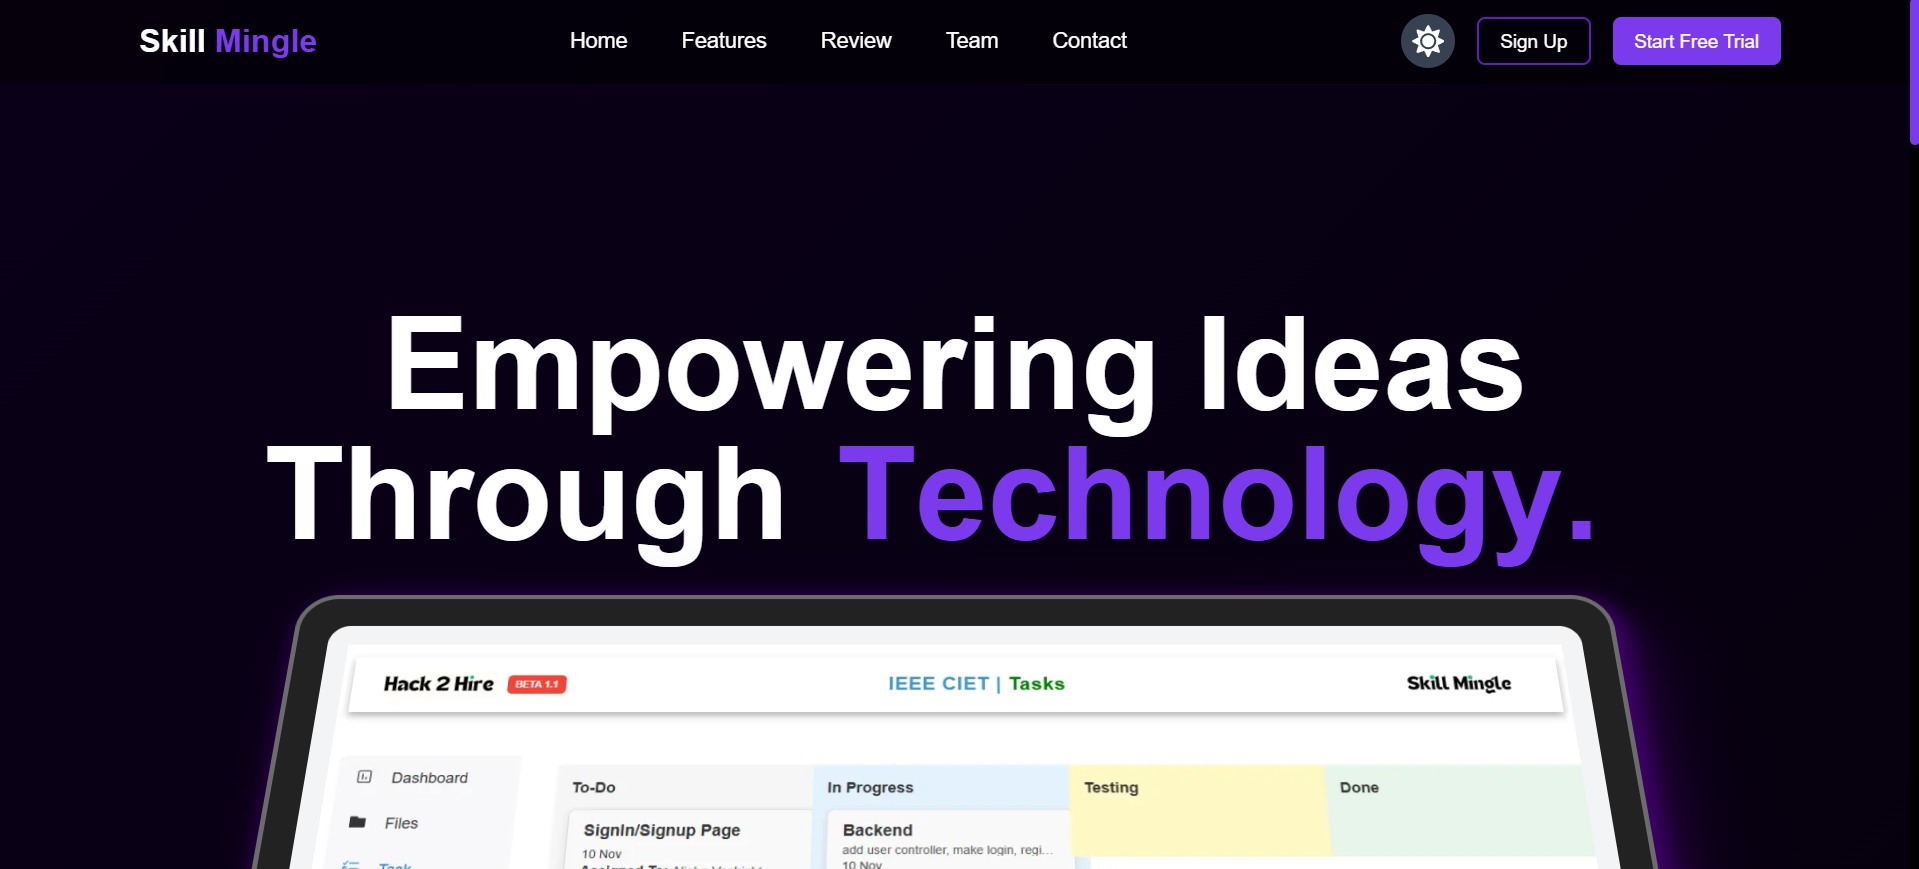 Skill Mingle
Home Features Review Team Contact
Sign Up
Start Free Trial
Empowering Ideas
Through Technology.
Hack 2 Hire BETA 1.1
IEEE CIET | Tasks
Skill Mingle
Dashboard
Files
Task
To-Do
In Progress
Testing
Done
SignIn/Signup Page
10 Nov
Backend
add user controller, make login, regi...
10 Nov